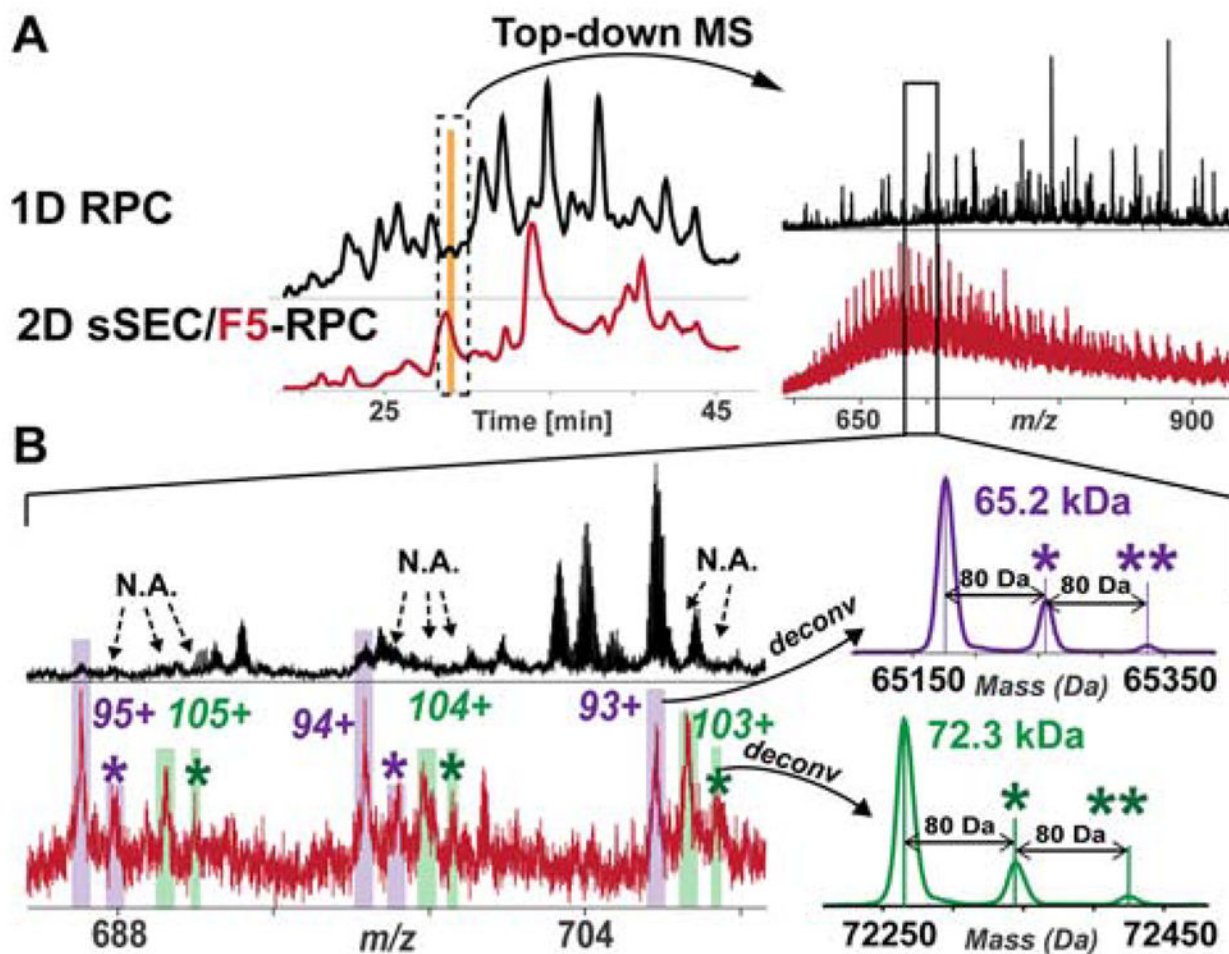 A
Top-down MS
1D RPC
2D sSEC/F5-RPC
25
Time [min]
45
650
m/z
900
B
N.A.
N.A.
N.A.
deconv
65.2 kDa
*
**
80 Da
80 Da
65150
Mass (Da)
65350
95+
105+
94+
104+
93+
103+
*
*
*
*
*
deconv
72.3 kDa
*
**
80 Da
80 Da
72250
Mass (Da)
72450
688
m/z
704